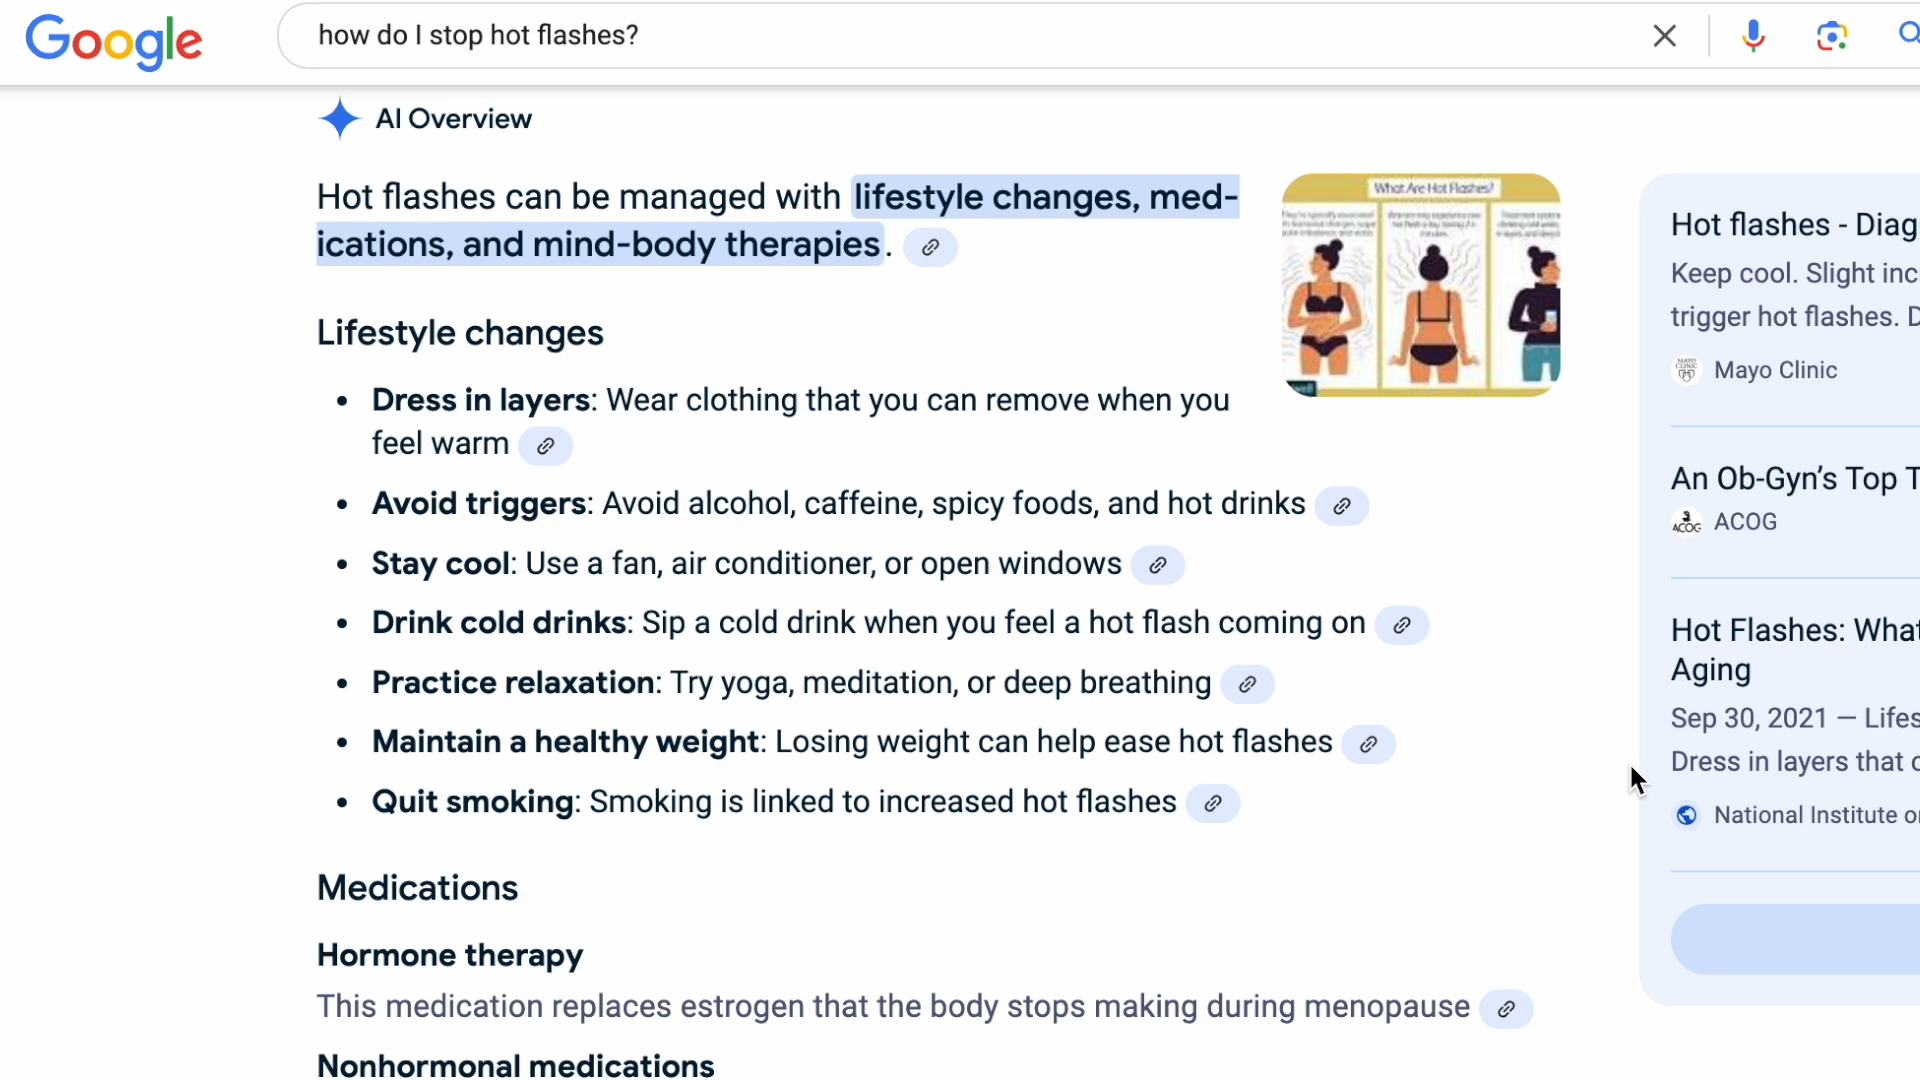 Google
how do I stop hot flashes?
AI Overview
Hot flashes can be managed with lifestyle changes, med-
ications, and mind-body therapies.
What Are Hot Flashes?
Lifestyle changes
• Dress in layers: Wear clothing that you can remove when you
feel warm
• Avoid triggers: Avoid alcohol, caffeine, spicy foods, and hot drinks
• Stay cool: Use a fan, air conditioner, or open windows
• Drink cold drinks: Sip a cold drink when you feel a hot flash coming on
• Practice relaxation: Try yoga, meditation, or deep breathing
• Maintain a healthy weight: Losing weight can help ease hot flashes
• Quit smoking: Smoking is linked to increased hot flashes
Medications
Hormone therapy
This medication replaces estrogen that the body stops making during menopause
Nonhormonal medications
Hot flashes - Diag
Keep cool. Slight inc
trigger hot flashes. D
MAYO CLINIC
Mayo Clinic
An Ob-Gyn's Top T
ACOG
ACOG
Hot Flashes: What
Aging
Sep 30, 2021 — Lifes
Dress in layers that c
National Institute o